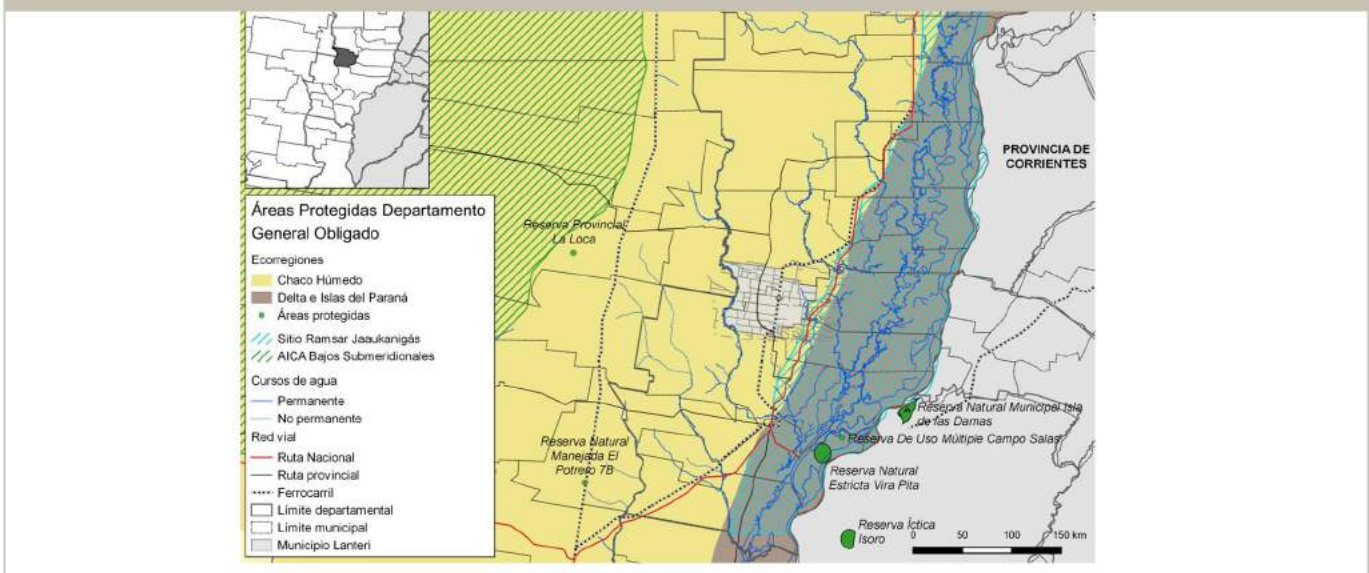 PROVINCIA DE
CORRIENTES
Áreas Protegidas Departamento
General Obligado
Ecorregiones
Chaco Húmedo
Delta e Islas del Paraná
Áreas protegidas
Sitio Ramsar Jaaukanigás
AICA Bajos Submeridionales
Cursos de agua
Permanente
No permanente
Red vial
Ruta Nacional
Ruta provincial
Ferrocarril
Límite departamental
Límite municipal
Municipio Lanteri
Reserva Provincial
La Loca
Reserva Natural
Manejada El
Potrero 7B
Reserva Natural Municipal Isla
de las Damas
Reserva De Uso Múltiple Campo Salas
Reserva Natural
Estricta Vira Pita
Reserva Íctica
Isoro
0 50 100 150 km